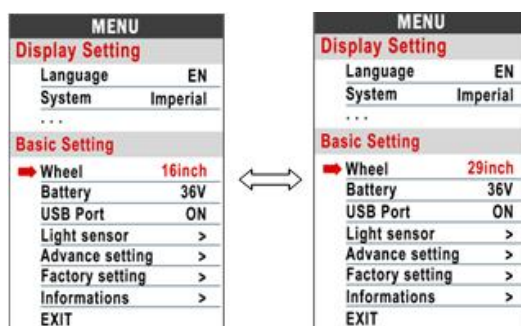 MENU
Display Setting
Language EN
System Imperial
...
Basic Setting
Wheel 16inch
Battery 36V
USB Port ON
Light sensor >
Advance setting >
Factory setting >
Informations >
EXIT
MENU
Display Setting
Language EN
System Imperial
...
Basic Setting
Wheel 29inch
Battery 36V
USB Port ON
Light sensor >
Advance setting >
Factory setting >
Informations >
EXIT